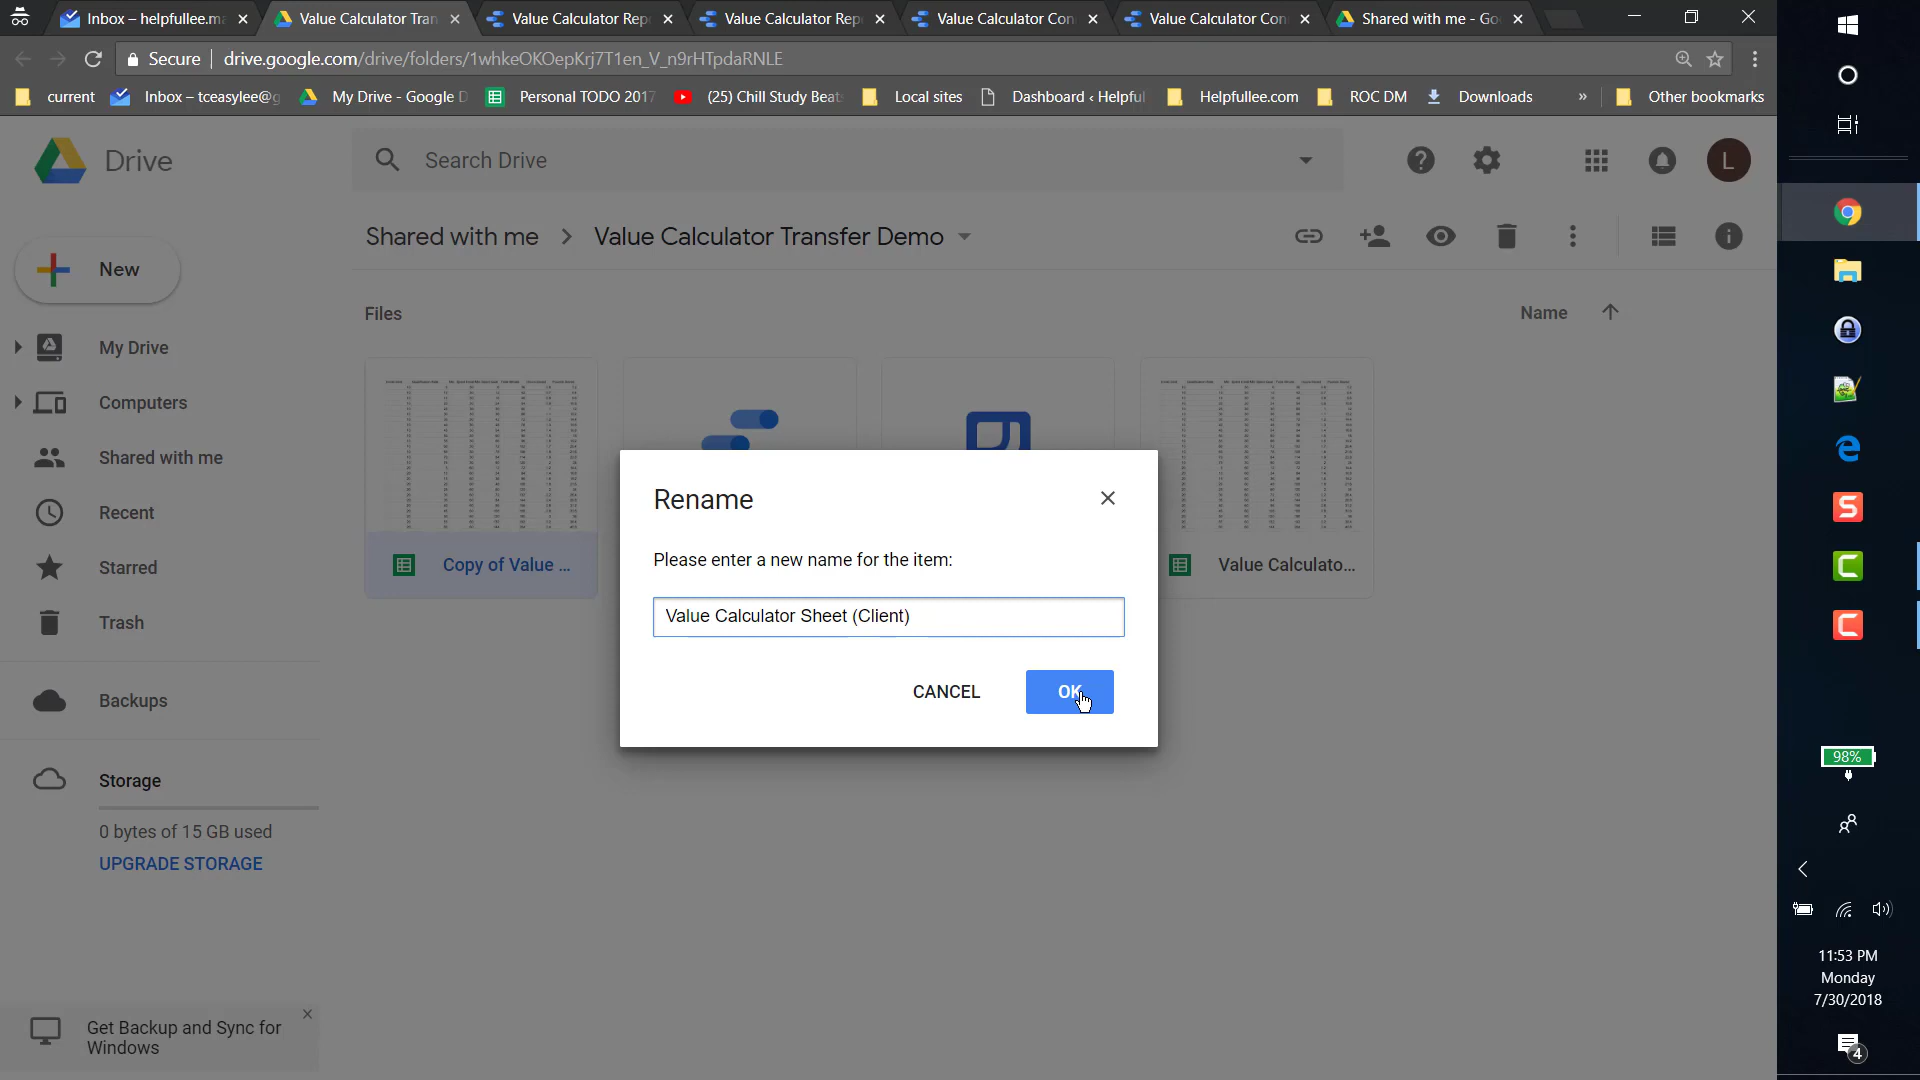 Inbox – helpfullee.ma
Value Calculator Tran
Value Calculator Repo
Value Calculator Rep
Value Calculator Con
Value Calculator Con
Shared with me - Go
Secure
drive.google.com/drive/folders/1whkeOKOepKrj7T1en_V_n9rHTpdaRNLE
current
Inbox – tceasylee@g
My Drive - Google D
Personal TODO 2017
(25) Chill Study Beat
Local sites
Dashboard ‹ Helpful
Helpfullee.com
ROC DM
Downloads
»
Other bookmarks
Drive
Search Drive
L
Shared with me
Value Calculator Transfer Demo
New
Files
Name
My Drive
Computers
Shared with me
Recent
Starred
Trash
Backups
Storage
0 bytes of 15 GB used
UPGRADE STORAGE
Get Backup and Sync for
Windows
Copy of Value ...
Value Calculato...
Rename
Please enter a new name for the item:
Value Calculator Sheet (Client)
CANCEL
OK
98%
11:53 PM
Monday
7/30/2018
4